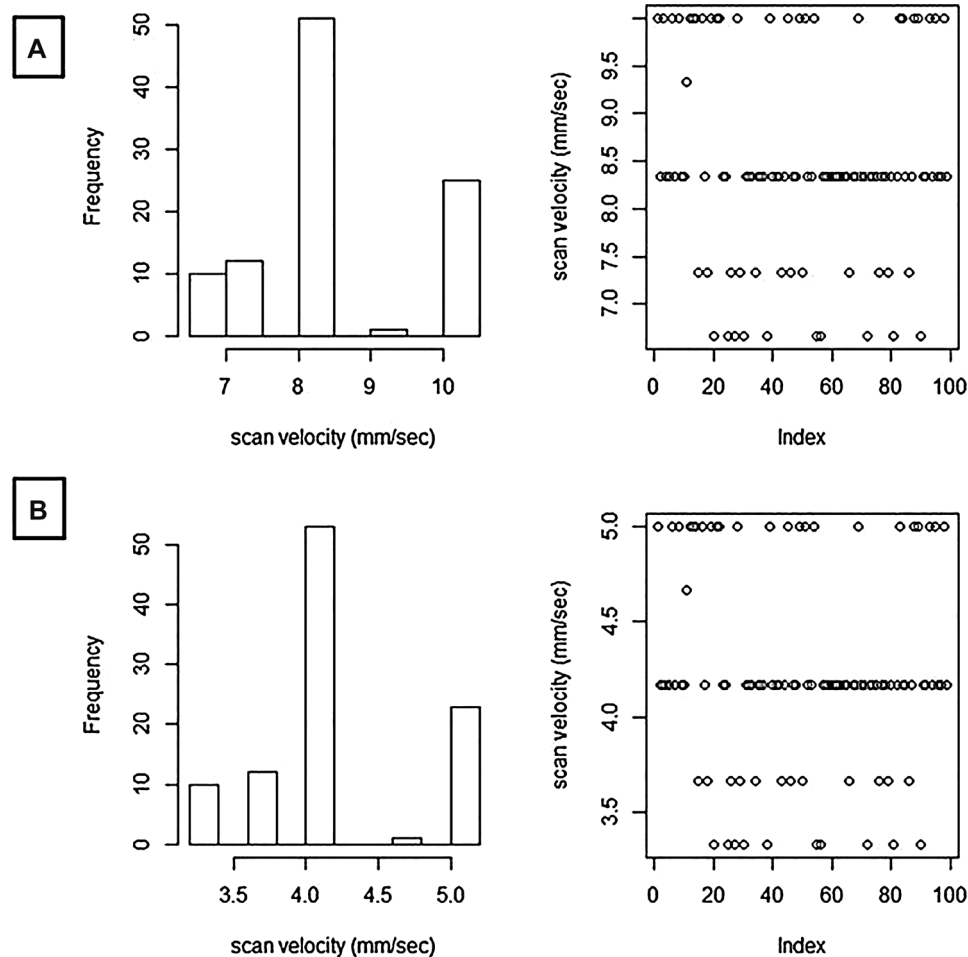 A
Frequency
0
10
20
30
40
50
7 8 9 10
scan velocity (mm/sec)
scan velocity (mm/sec)
7.0
7.5
8.0
8.5
9.0
9.5
0 20 40 60 80 100
Index
B
Frequency
0
10
20
30
40
50
3.5 4.0 4.5 5.0
scan velocity (mm/sec)
scan velocity (mm/sec)
3.5
4.0
4.5
5.0
0 20 40 60 80 100
Index